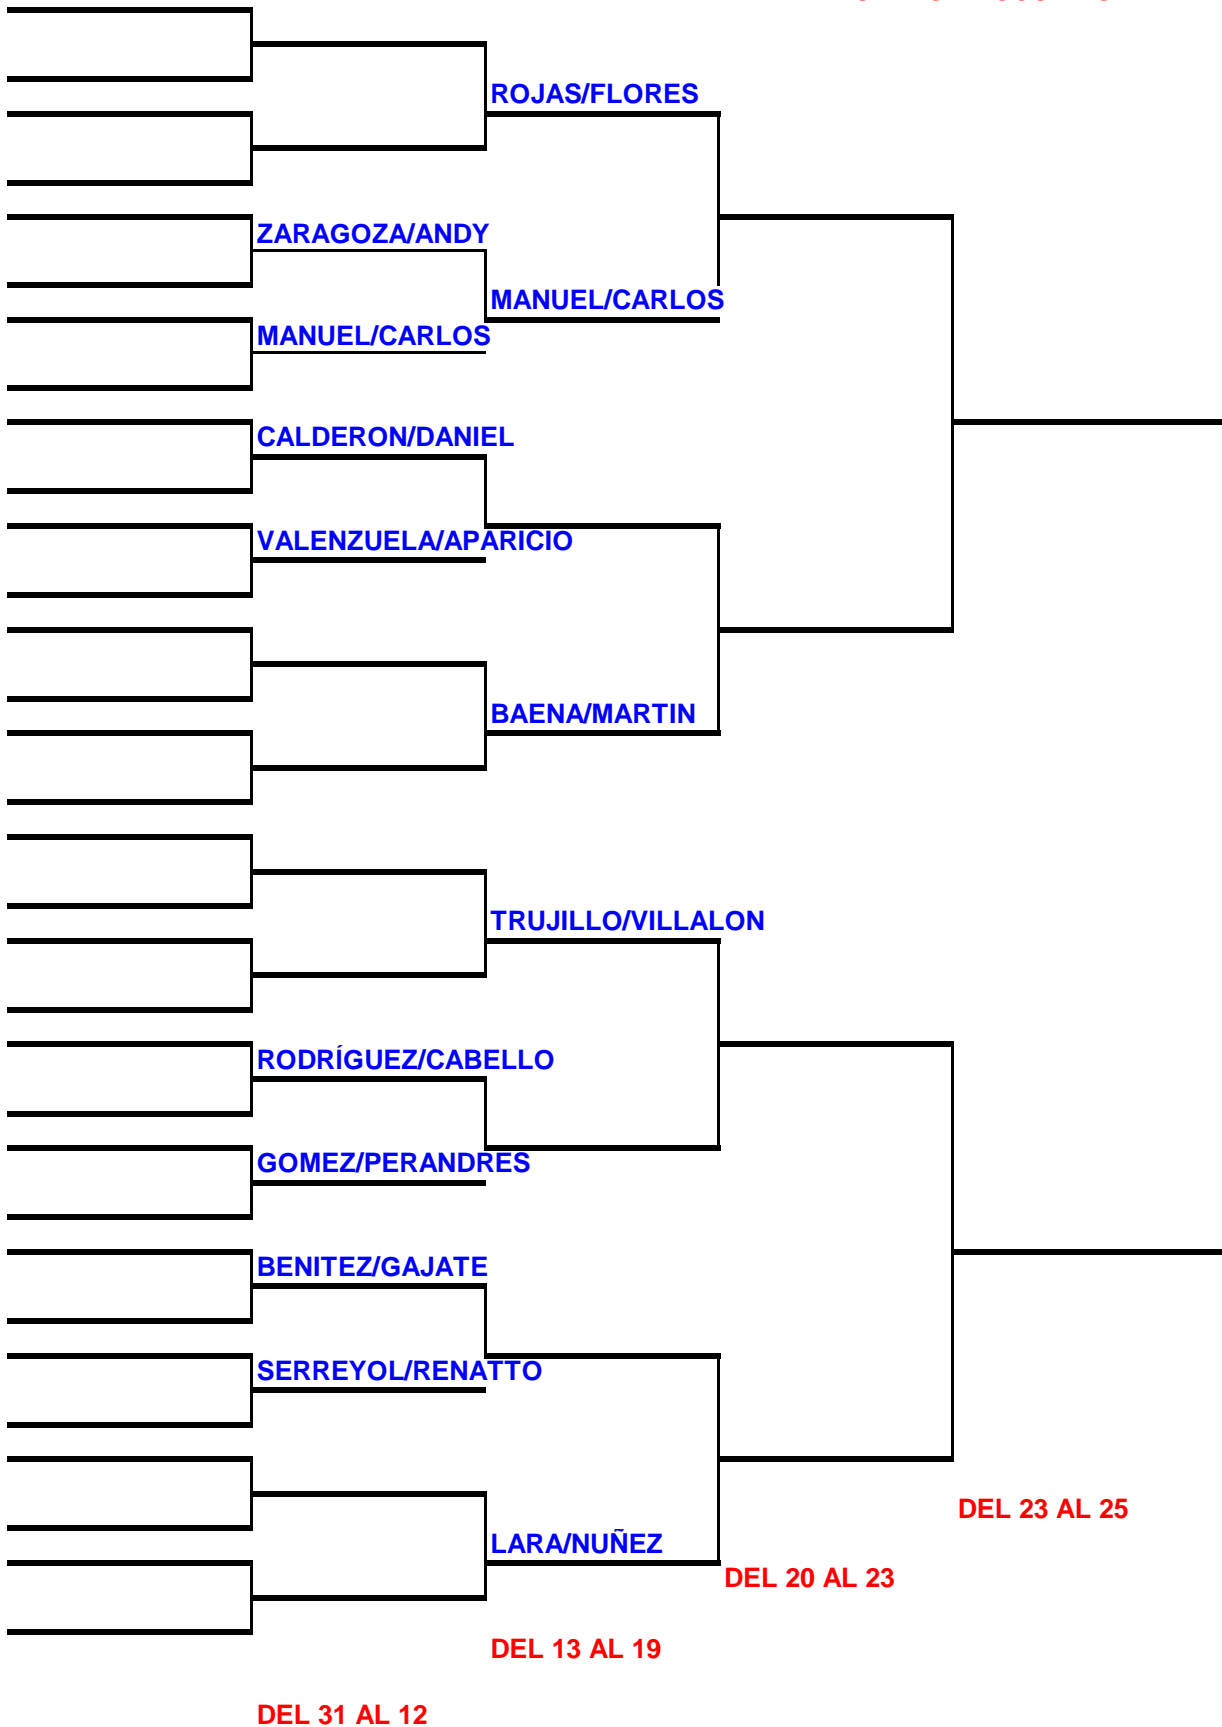 ROJAS/FLORES
ZARAGOZA/ANDY
MANUEL/CARLOS
MANUEL/CARLOS
CALDERON/DANIEL
VALENZUELA/APARICIO
BAENA/MARTIN
TRUJILLO/VILLALON
RODRÍGUEZ/CABELLO
GOMEZ/PERANDRES
BENITEZ/GAJATE
SERREYOL/RENATTO
DEL 23 AL 25
LARA/NUÑEZ
DEL 20 AL 23
DEL 13 AL 19
DEL 31 AL 12